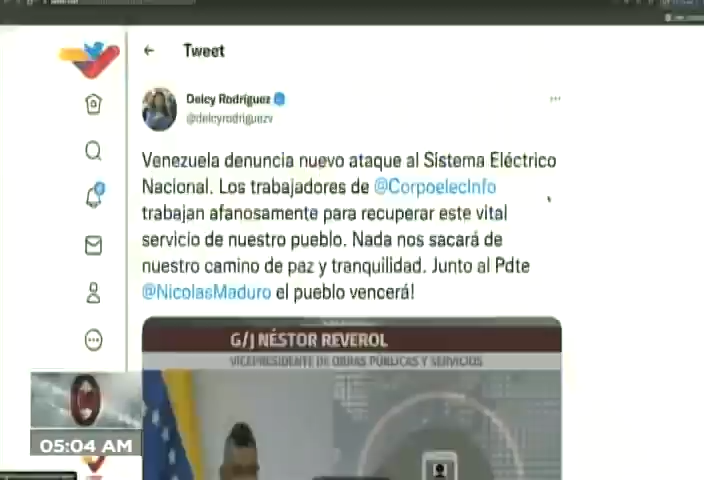 Tweet
Delcy Rodríguez
@delcyrodriguezv
Venezuela denuncia nuevo ataque al Sistema Eléctrico
Nacional. Los trabajadores de @CorpoelecInfo
trabajan afanosamente para recuperar este vital
servicio de nuestro pueblo. Nada nos sacará de
nuestro camino de paz y tranquilidad. Junto al Pdte
@NicolasMaduro el pueblo vencerá!
G/J NÉSTOR REVEROL
VICEPRESIDENTE DE OBRAS PÚBLICAS Y SERVICIOS
05:04 AM